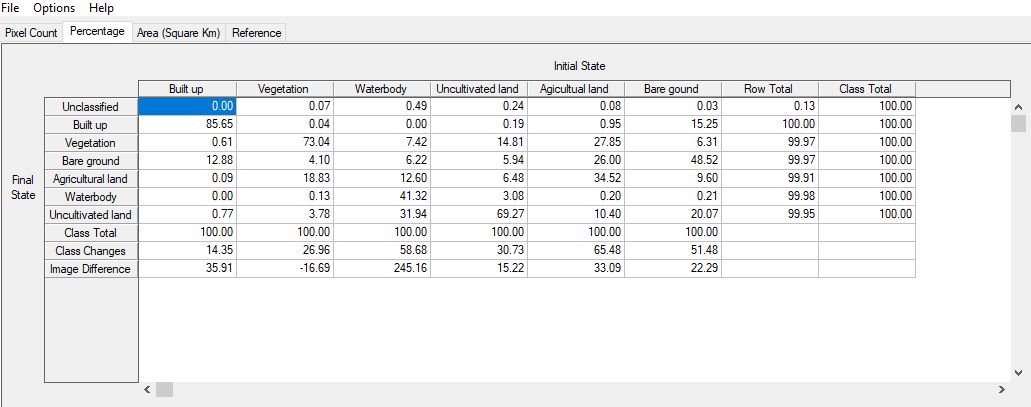 File Options Help
Pixel Count Percentage Area (Square Km) Reference
Initial State
Built up Vegetation Waterbody Uncultivated land Agicultual land Bare gound Row Total Class Total
Unclassified 0.00 0.07 0.49 0.24 0.08 0.03 0.13 100.00
Built up 85.65 0.04 0.00 0.19 0.95 15.25 100.00 100.00
Vegetation 0.61 73.04 7.42 14.81 27.85 6.31 99.97 100.00
Bare ground 12.88 4.10 6.22 5.94 26.00 48.52 99.97 100.00
Final State
Agricultural land 0.09 18.83 12.60 6.48 34.52 9.60 99.91 100.00
Waterbody 0.00 0.13 41.32 3.08 0.20 0.21 99.98 100.00
Uncultivated land 0.77 3.78 31.94 69.27 10.40 20.07 99.95 100.00
Class Total 100.00 100.00 100.00 100.00 100.00 100.00
Class Changes 14.35 26.96 58.68 30.73 65.48 51.48
Image Difference 35.91 -16.69 245.16 15.22 33.09 22.29